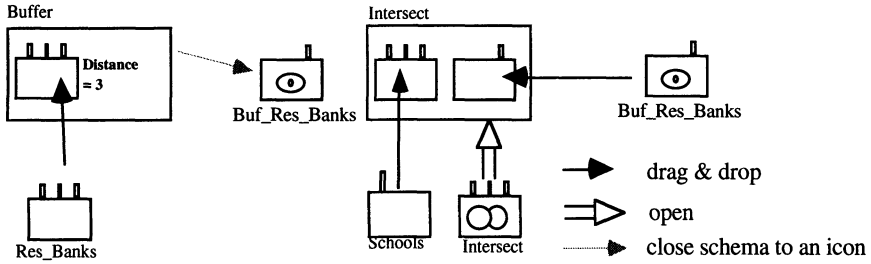 Buffer
Intersect
Distance
= 3
Buf_Res_Banks
Buf_Res_Banks
drag & drop
open
Res_Banks
Schools
Intersect
close schema to an icon